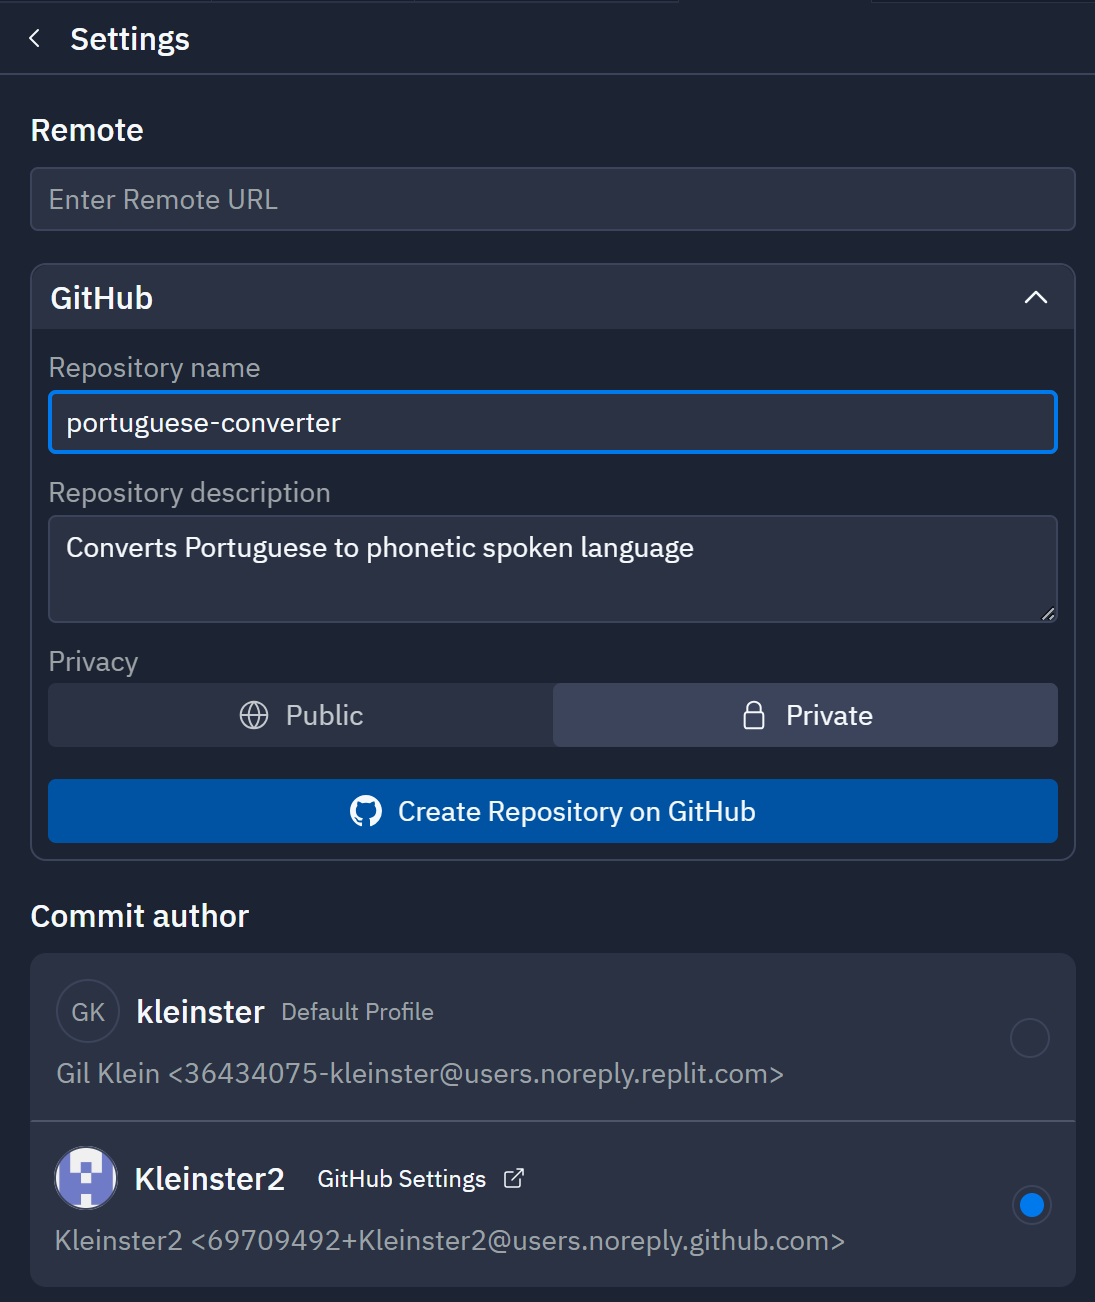 Settings
Remote
Enter Remote URL
GitHub
Repository name
portuguese-converter
Repository description
Converts Portuguese to phonetic spoken language
Privacy
Public
Private
Create Repository on GitHub
Commit author
GK kleinster Default Profile
Gil Klein <36434075-kleinster@users.noreply.replit.com>
Kleinster2 GitHub Settings
Kleinster2 <69709492+Kleinster2@users.noreply.github.com>